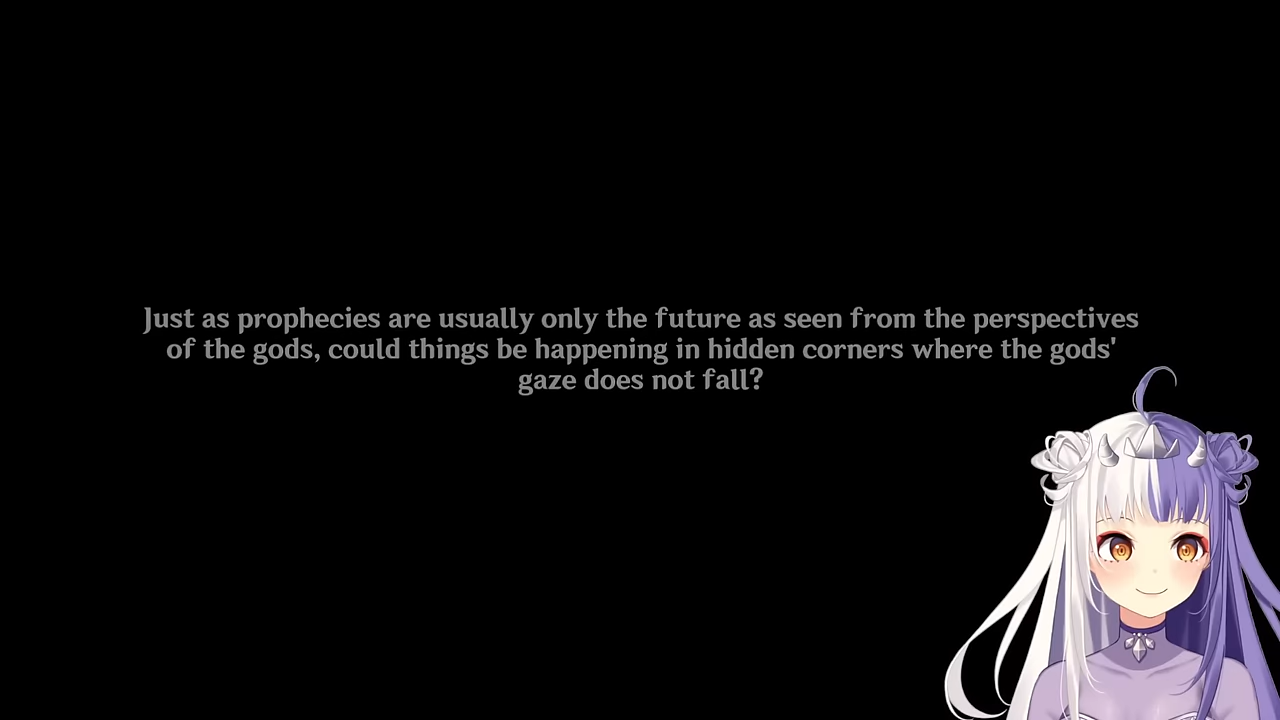 Just as prophecies are usually only the future as seen from the perspectives
of the gods, could things be happening in hidden corners where the gods'
gaze does not fall?